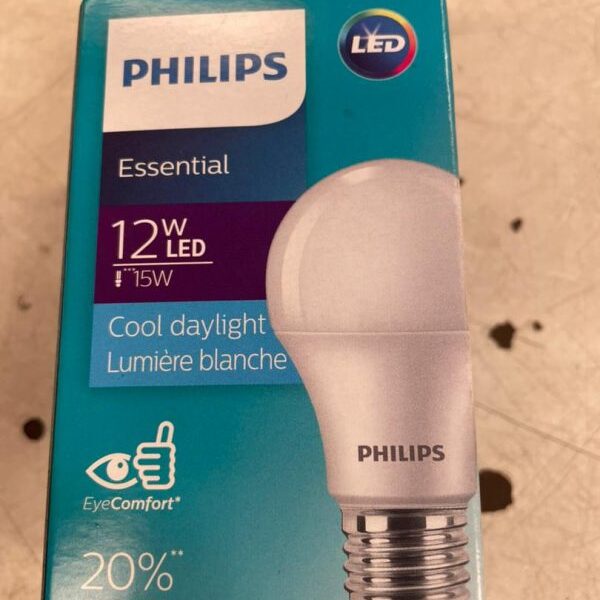 PHILIPS
LED
Essential
12W
LED
***15W
Cool daylight
Lumière blanche
PHILIPS
EyeComfort*
20%**